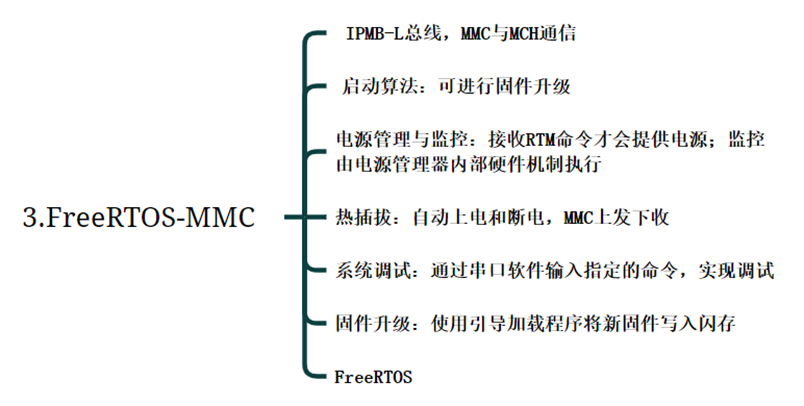 IPMB-L总线，MMC与MCH通信
启动算法：可进行固件升级
电源管理与监控：接收RTM命令才会提供电源；监控
由电源管理器内部硬件机制执行
3.FreeRTOS-MMC
热插拔：自动上电和断电，MMC上发下收
系统调试：通过串口软件输入指定的命令，实现调试
固件升级：使用引导加载程序将新固件写入闪存
FreeRTOS